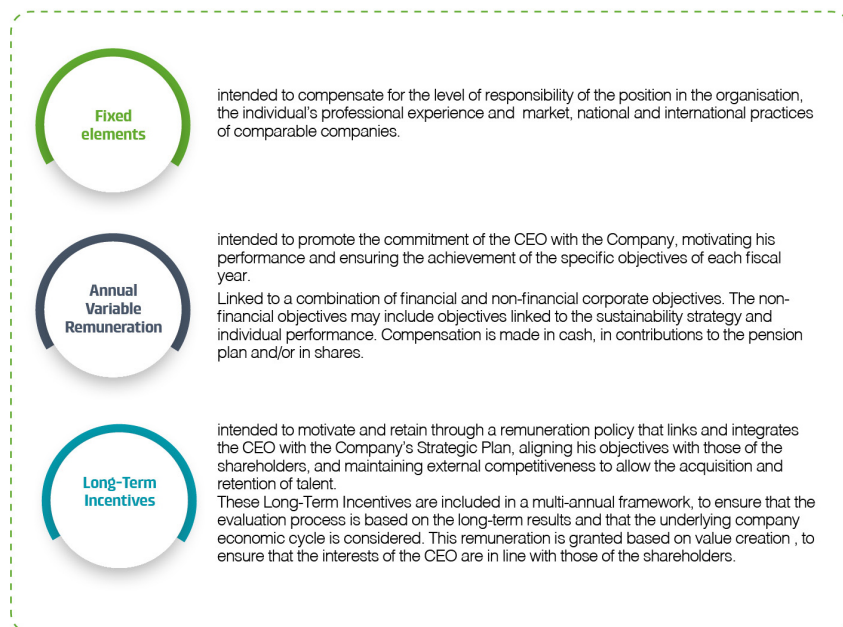 Fixed
elements
intended to compensate for the level of responsibility of the position in the organisation,
the individual's professional experience and market, national and international practices
of comparable companies.
Annual
Variable
Remuneration
intended to promote the commitment of the CEO with the Company, motivating his
performance and ensuring the achievement of the specific objectives of each fiscal
year.
Linked to a combination of financial and non-financial corporate objectives. The non-
financial objectives may include objectives linked to the sustainability strategy and
individual performance. Compensation is made in cash, in contributions to the pension
plan and/or in shares.
Long-Term
Incentives
intended to motivate and retain through a remuneration policy that links and integrates
the CEO with the Company's Strategic Plan, aligning his objectives with those of the
shareholders, and maintaining external competitiveness to allow the acquisition and
retention of talent.
These Long-Term Incentives are included in a multi-annual framework, to ensure that the
evaluation process is based on the long-term results and that the underlying company
economic cycle is considered. This remuneration is granted based on value creation , to
ensure that the interests of the CEO are in line with those of the shareholders.